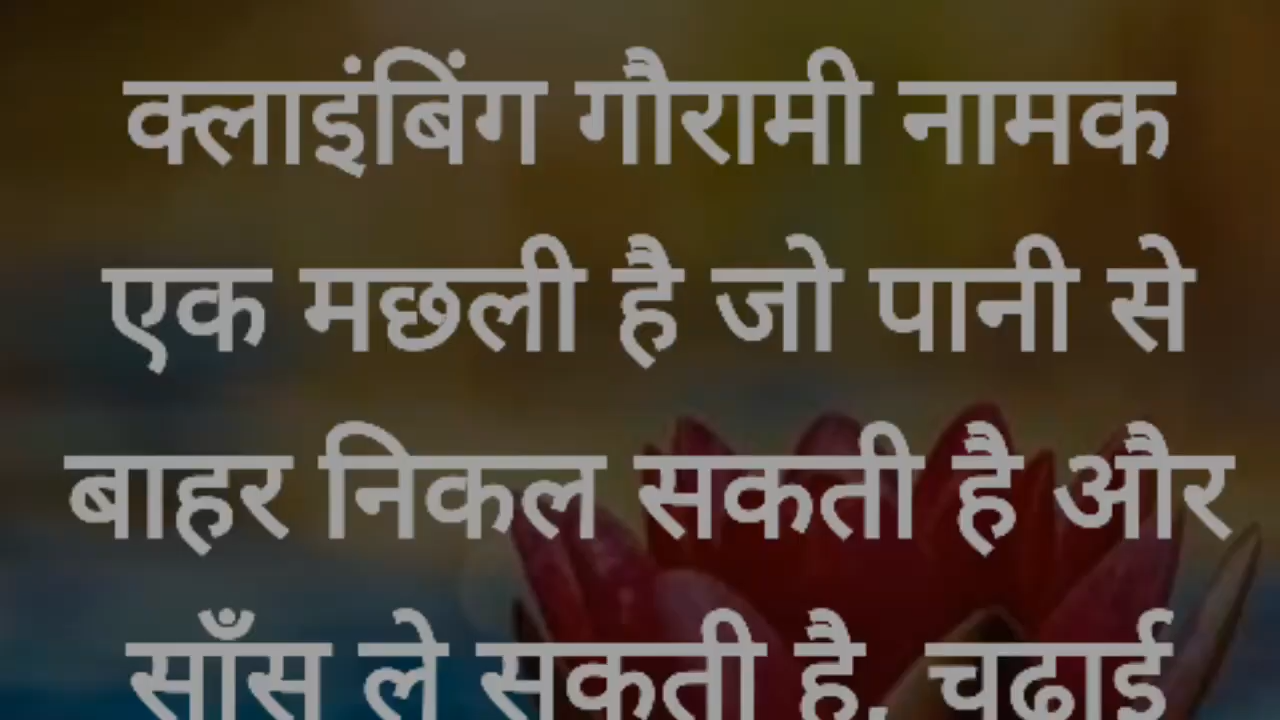 क्लाइंबिंग गौरामी नामक
एक मछली है जो पानी से
बाहर निकल सकती है और
साँस ले सकती है, चढाई